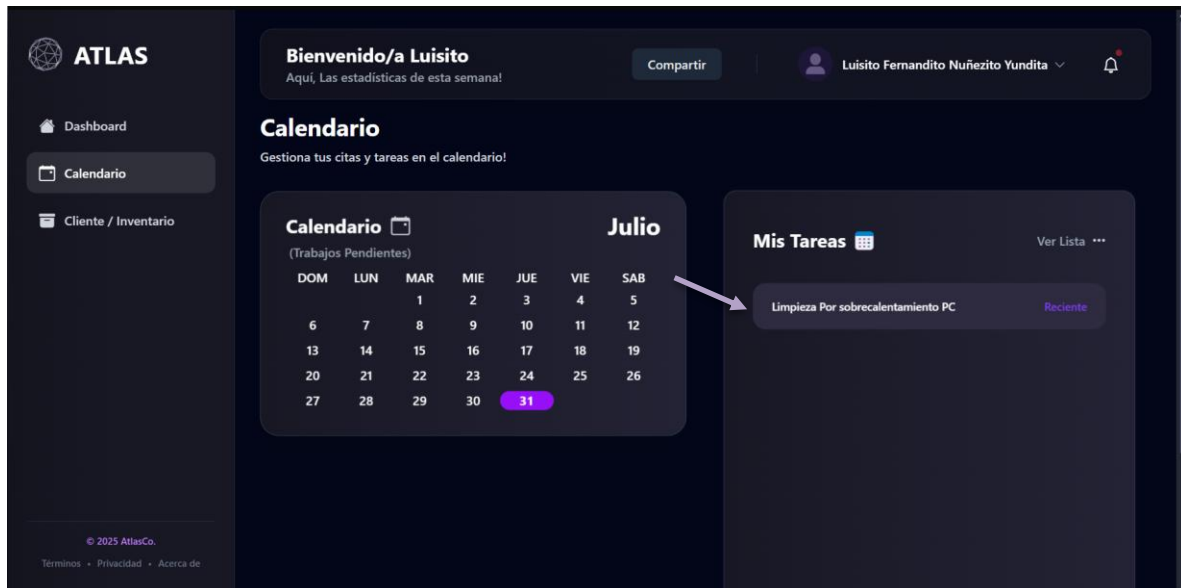 ATLAS
Dashboard
Calendario
Cliente / Inventario
© 2025 AtlasCo.
Términos • Privacidad • Acerca de
Bienvenido/a Luisito
Aquí, Las estadísticas de esta semana!
Compartir
Luisito Fernandito Nuñezito Yundita
Calendario
Gestiona tus citas y tareas en el calendario!
Calendario
Julio
(Trabajos Pendientes)
DOM LUN MAR MIE JUE VIE SAB
1 2 3 4 5
6 7 8 9 10 11 12
13 14 15 16 17 18 19
20 21 22 23 24 25 26
27 28 29 30 31
Mis Tareas
Ver Lista •••
Limpieza Por sobrecalentamiento PC Reciente